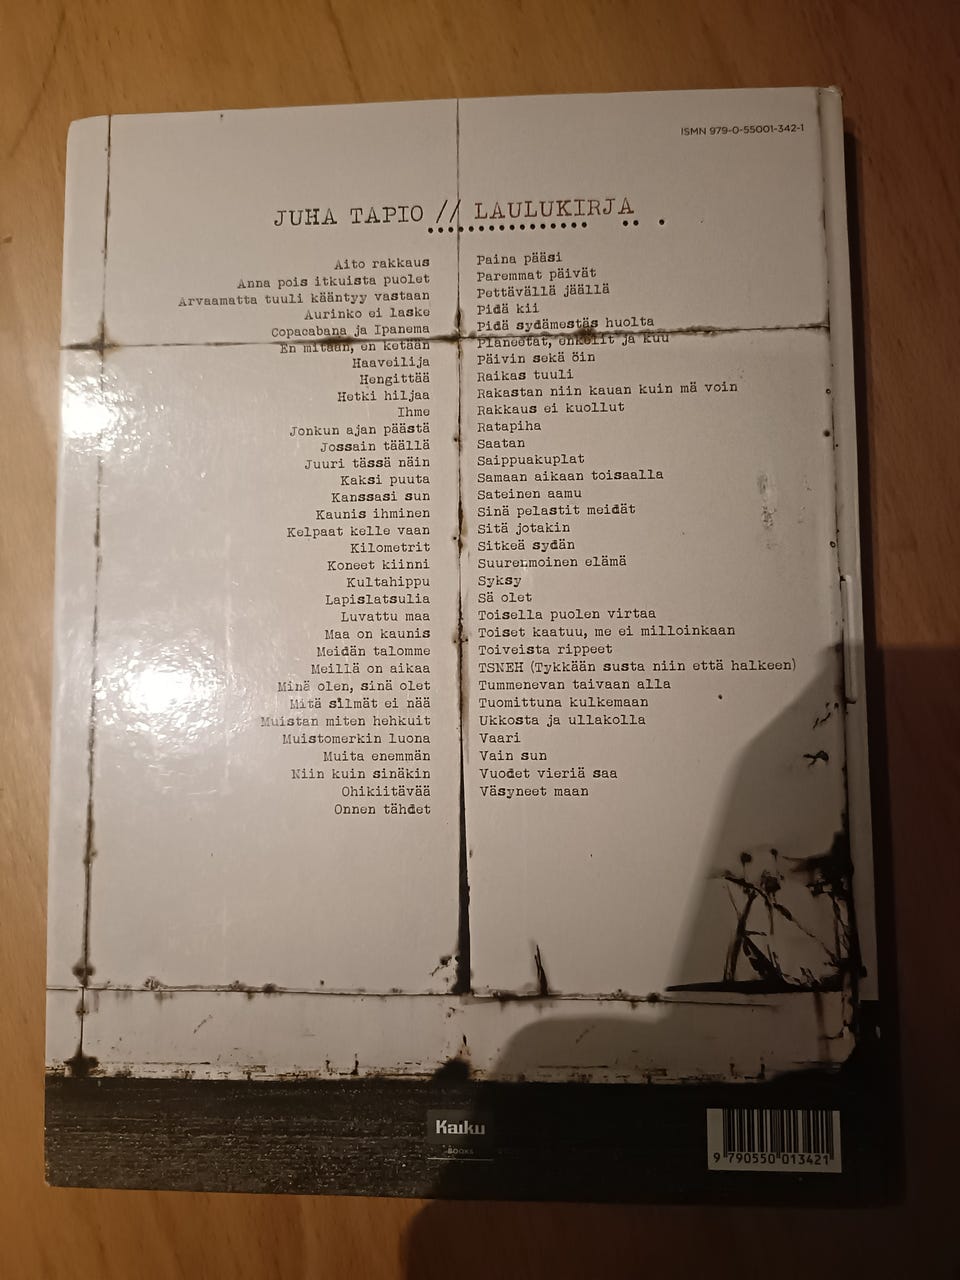 ISMN 979-0-55001-342-1
JUHA TAPIO // LAULUKIRJA
Aito rakkaus
Anna pois itkuista puolet
Arvaamatta tuuli kääntyy vastaan
Aurinko ei laske
Copacabana ja Ipanema
En mitään, en ketään
Haaveilija
Hengittää
Hetki hiljaa
Ihme
Jonkun ajan päästä
Jossain täällä
Juuri tässä näin
Kaksi puuta
Kanssasi sun
Kaunis ihminen
Kelpaat kelle vaan
Kilometrit
Koneet kiinni
Kultahippu
Lapislatsulia
Luvattu maa
Maa on kaunis
Meidän talomme
Meillä on aikaa
Minä olen, sinä olet
Mitä silmät ei nää
Muistan miten hehkuit
Muistomerkin luona
Muita enemmän
Niin kuin sinäkin
Ohikiitävää
Onnen tähdet
Paina pääsi
Paremmat päivät
Pettävällä jäällä
Pidä kii
Pidä sydämestäs huolta
Planeetat, enkelit ja kuu
Päivin sekä öin
Raikas tuuli
Rakastan niin kauan kuin mä voin
Rakkaus ei kuollut
Ratapiha
Saatan
Saippuakuplat
Samaan aikaan toisaalla
Sateinen aamu
Sinä pelastit meidät
Sitä jotakin
Sitkeä sydän
Suurenmoinen elämä
Syksy
Sä olet
Toisella puolen virtaa
Toiset kaatuu, me ei milloinkaan
Toiveista rippeet
TSNEH (Tykkään susta niin että halkeen)
Tummenevan taivaan alla
Tuomittuna kulkemaan
Ukkosta ja ullakolla
Vaari
Vain sun
Vuodet vieriä saa
Väsyneet maan
Kaiku
BOOKS
9 790550 013421